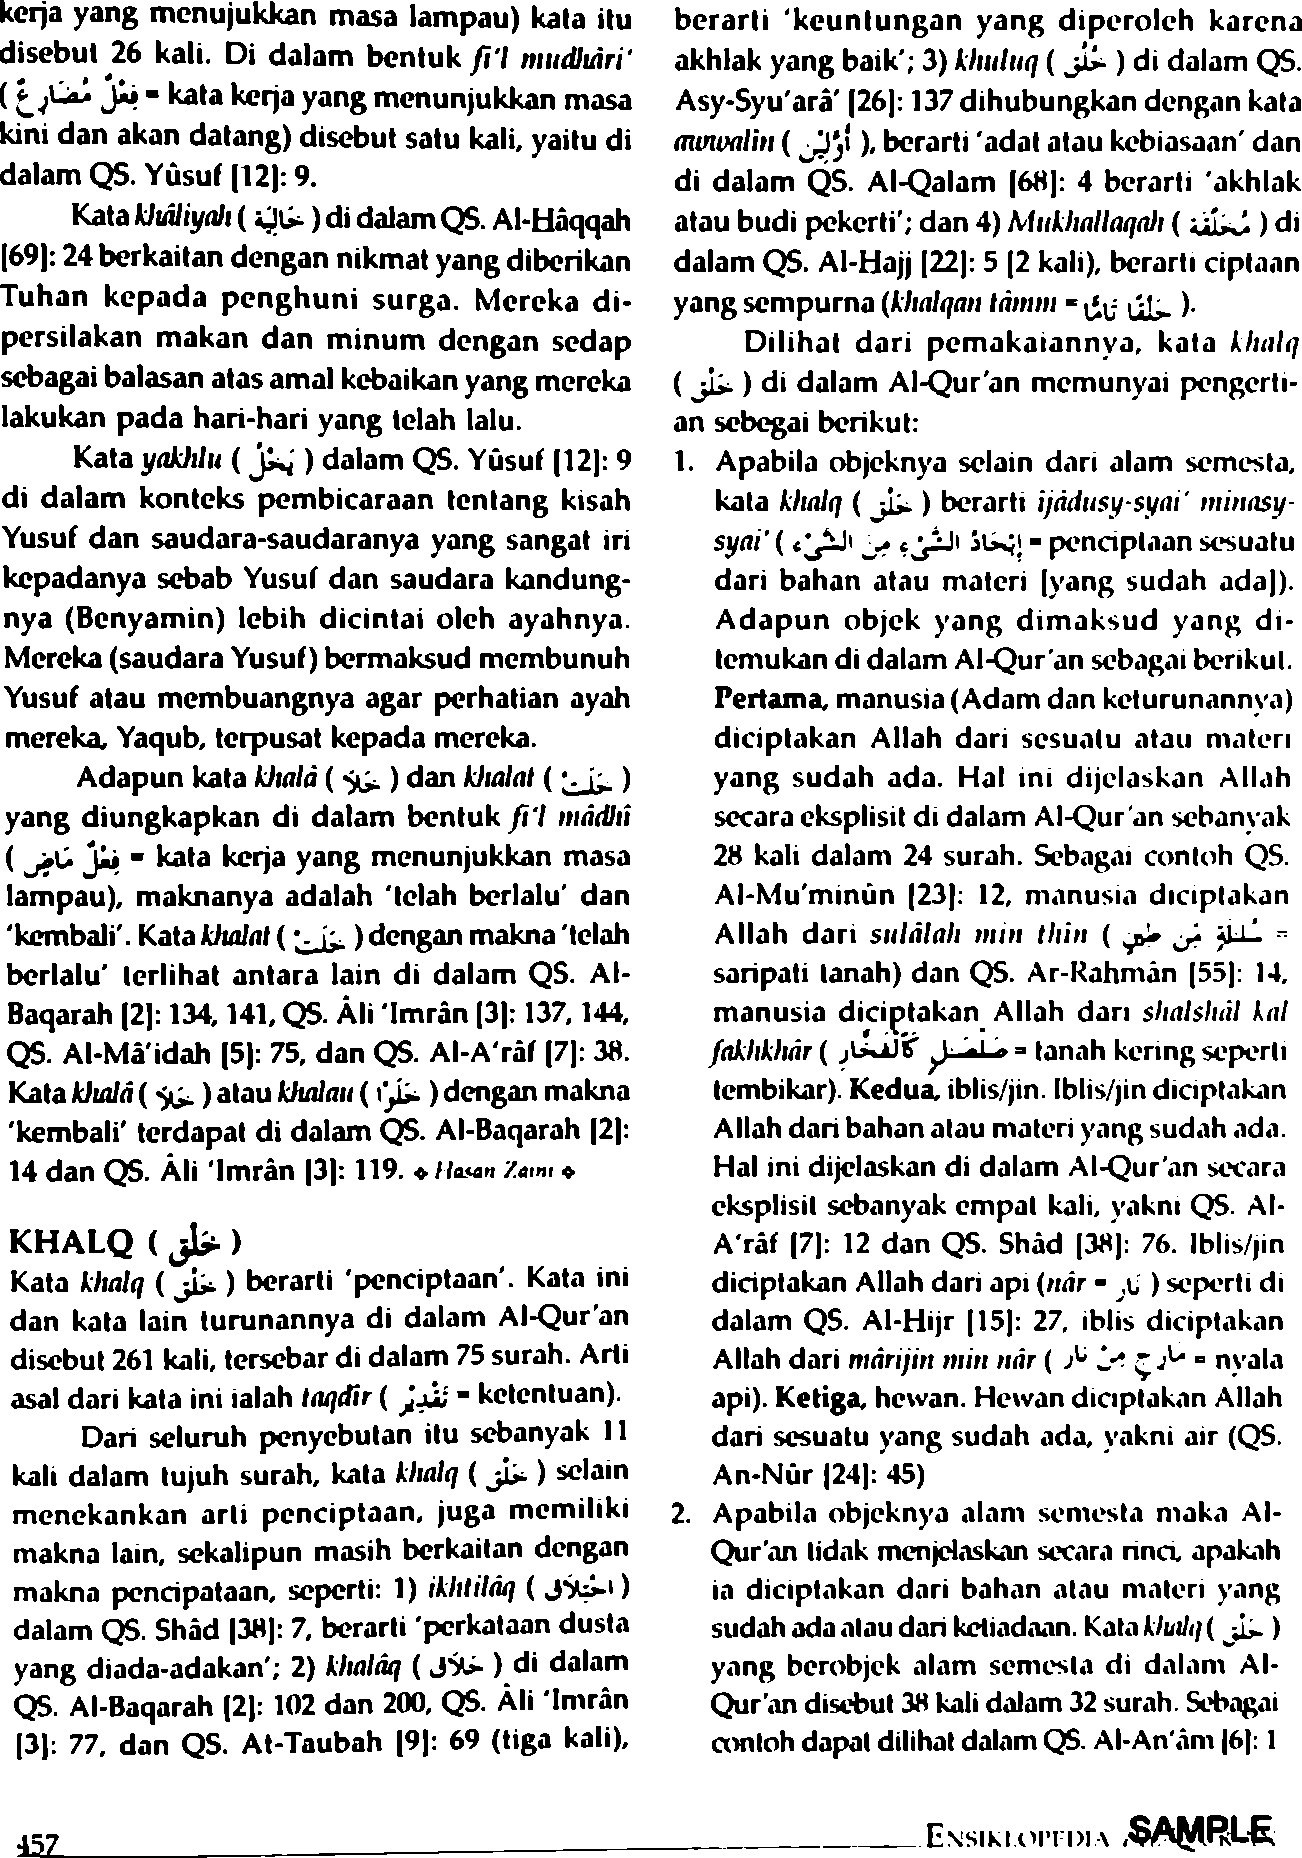 kerja yang menujukkan masa lampau) kata itu
disebut 26 kali. Di dalam bentuk fi'l mudhâri'
( فِعْلٌ مُضَارِعٌ = kata kerja yang menunjukkan masa
kini dan akan datang) disebut satu kali, yaitu di
dalam QS. Yûsuf [12]: 9.
Kata khâliyah ( خَالِيَة ) di dalam QS. Al-Hâqqah
[69]: 24 berkaitan dengan nikmat yang diberikan
Tuhan kepada penghuni surga. Mereka di-
persilakan makan dan minum dengan sedap
sebagai balasan atas amal kebaikan yang mereka
lakukan pada hari-hari yang telah lalu.
Kata yakhlu ( يَخْلُ ) dalam QS. Yûsuf [12]: 9
di dalam konteks pembicaraan tentang kisah
Yusuf dan saudara-saudaranya yang sangat iri
kepadanya sebab Yusuf dan saudara kandung-
nya (Benyamin) lebih dicintai oleh ayahnya.
Mereka (saudara Yusuf) bermaksud membunuh
Yusuf atau membuangnya agar perhatian ayah
mereka, Yaqub, terpusat kepada mereka.
Adapun kata khalâ ( خَلَا ) dan khalat ( خَلَتْ )
yang diungkapkan di dalam bentuk fi'l mâdhî
( فِعْلٌ مَاضٍ = kata kerja yang menunjukkan masa
lampau), maknanya adalah 'telah berlalu' dan
'kembali'. Kata khalat ( خَلَتْ ) dengan makna 'telah
berlalu' terlihat antara lain di dalam QS. Al-
Baqarah [2]: 134, 141, QS. Âli 'Imrân [3]: 137, 144,
QS. Al-Mâ'idah [5]: 75, dan QS. Al-A'râf [7]: 38.
Kata khalâ ( خَلَا ) atau khalau ( خَلَوْا ) dengan makna
'kembali' terdapat di dalam QS. Al-Baqarah [2]:
14 dan QS. Âli 'Imrân [3]: 119. ❖ Hasan Zaini ❖
KHALQ ( خَلْق )
Kata khalq ( خَلْق ) berarti 'penciptaan'. Kata ini
dan kata lain turunannya di dalam Al-Qur'an
disebut 261 kali, tersebar di dalam 75 surah. Arti
asal dari kata ini ialah taqdîr ( تَقْدِيْر = ketentuan).
Dari seluruh penyebutan itu sebanyak 11
kali dalam tujuh surah, kata khalq ( خَلْق ) selain
menekankan arti penciptaan, juga memiliki
makna lain, sekalipun masih berkaitan dengan
makna pencipataan, seperti: 1) ikhtilâq ( اخْتِلَاق )
dalam QS. Shâd [38]: 7, berarti 'perkataan dusta
yang diada-adakan'; 2) khalâq ( خَلَاق ) di dalam
QS. Al-Baqarah [2]: 102 dan 200, QS. Âli 'Imrân
[3]: 77, dan QS. At-Taubah [9]: 69 (tiga kali),
berarti 'keuntungan yang diperoleh karena
akhlak yang baik'; 3) khuluq ( خُلُق ) di dalam QS.
Asy-Syu'arâ' [26]: 137 dihubungkan dengan kata
awwalîn ( أَوَّلِيْن ), berarti 'adat atau kebiasaan' dan
di dalam QS. Al-Qalam [68]: 4 berarti 'akhlak
atau budi pekerti'; dan 4) Mukhallaqah ( مُخَلَّقَة ) di
dalam QS. Al-Hajj [22]: 5 [2 kali), berarti ciptaan
yang sempurna (khalqan tâmm = خَلْقًا تَامًّا ).
Dilihat dari pemakaiannya, kata khalq
( خَلْق ) di dalam Al-Qur'an memunyai pengerti-
an sebegai berikut:
1. Apabila objeknya selain dari alam semesta,
kata khalq ( خَلْق ) berarti ijâdusy-syai' minasy-
syai' ( إِيْجَادُ الشَّيْءِ مِنَ الشَّيْءِ = penciptaan sesuatu
dari bahan atau materi [yang sudah ada]).
Adapun objek yang dimaksud yang di-
temukan di dalam Al-Qur'an sebagai berikut.
Pertama, manusia (Adam dan keturunannya)
diciptakan Allah dari sesuatu atau materi
yang sudah ada. Hal ini dijelaskan Allah
secara eksplisit di dalam Al-Qur'an sebanyak
28 kali dalam 24 surah. Sebagai contoh QS.
Al-Mu'minûn [23]: 12, manusia diciptakan
Allah dari sulâlah min thîn ( سُلَالَةٍ مِّن طِيْنٍ =
saripati tanah) dan QS. Ar-Rahmân [55]: 14,
manusia diciptakan Allah dari shalshâl kal
fakhkhâr ( صَلْصَالٍ كَالْفَخَّارِ = tanah kering seperti
tembikar). Kedua, iblis/jin. Iblis/jin diciptakan
Allah dari bahan atau materi yang sudah ada.
Hal ini dijelaskan di dalam Al-Qur'an secara
eksplisit sebanyak empat kali, yakni QS. Al-
A'râf [7]: 12 dan QS. Shâd [38]: 76. Iblis/jin
diciptakan Allah dari api (nâr = نَار ) seperti di
dalam QS. Al-Hijr [15]: 27, iblis diciptakan
Allah dari mârijin min nâr ( مَارِجٍ مِنْ نَار = nyala
api). Ketiga, hewan. Hewan diciptakan Allah
dari sesuatu yang sudah ada, yakni air (QS.
An-Nûr [24]: 45)
2. Apabila objeknya alam semesta maka Al-
Qur'an tidak menjelaskan secara rinci, apakah
ia diciptakan dari bahan atau materi yang
sudah ada atau dari ketiadaan. Kata khalq ( خَلْق )
yang berobjek alam semesta di dalam Al-
Qur'an disebut 38 kali dalam 32 surah. Sebagai
contoh dapat dilihat dalam QS. Al-An'âm [6]: 1
457
ENSIKLOPEDIA SAMPLE